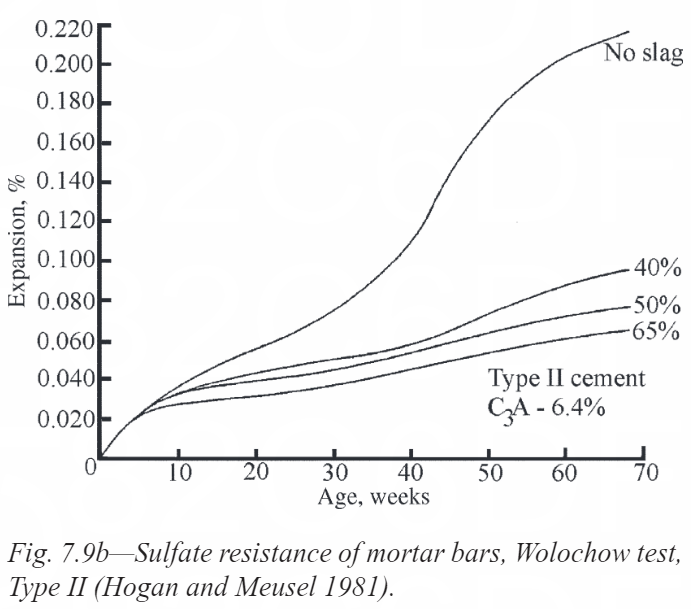 0.220
No slag
0.200
0.180
0.160
0.140
0.120
0.100
40%
0.080
50%
65%
0.060
0.040
0.020
Expansion, %
Type II cement
C₃A - 6.4%
0
10 20 30 40 50 60 70
Age, weeks
Fig. 7.9b—Sulfate resistance of mortar bars, Wolochow test,
Type II (Hogan and Meusel 1981).